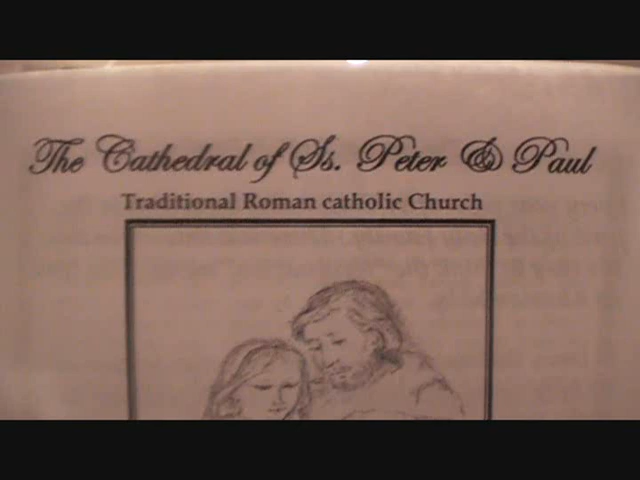 The Cathedral of Ss. Peter & Paul
Traditional Roman catholic Church